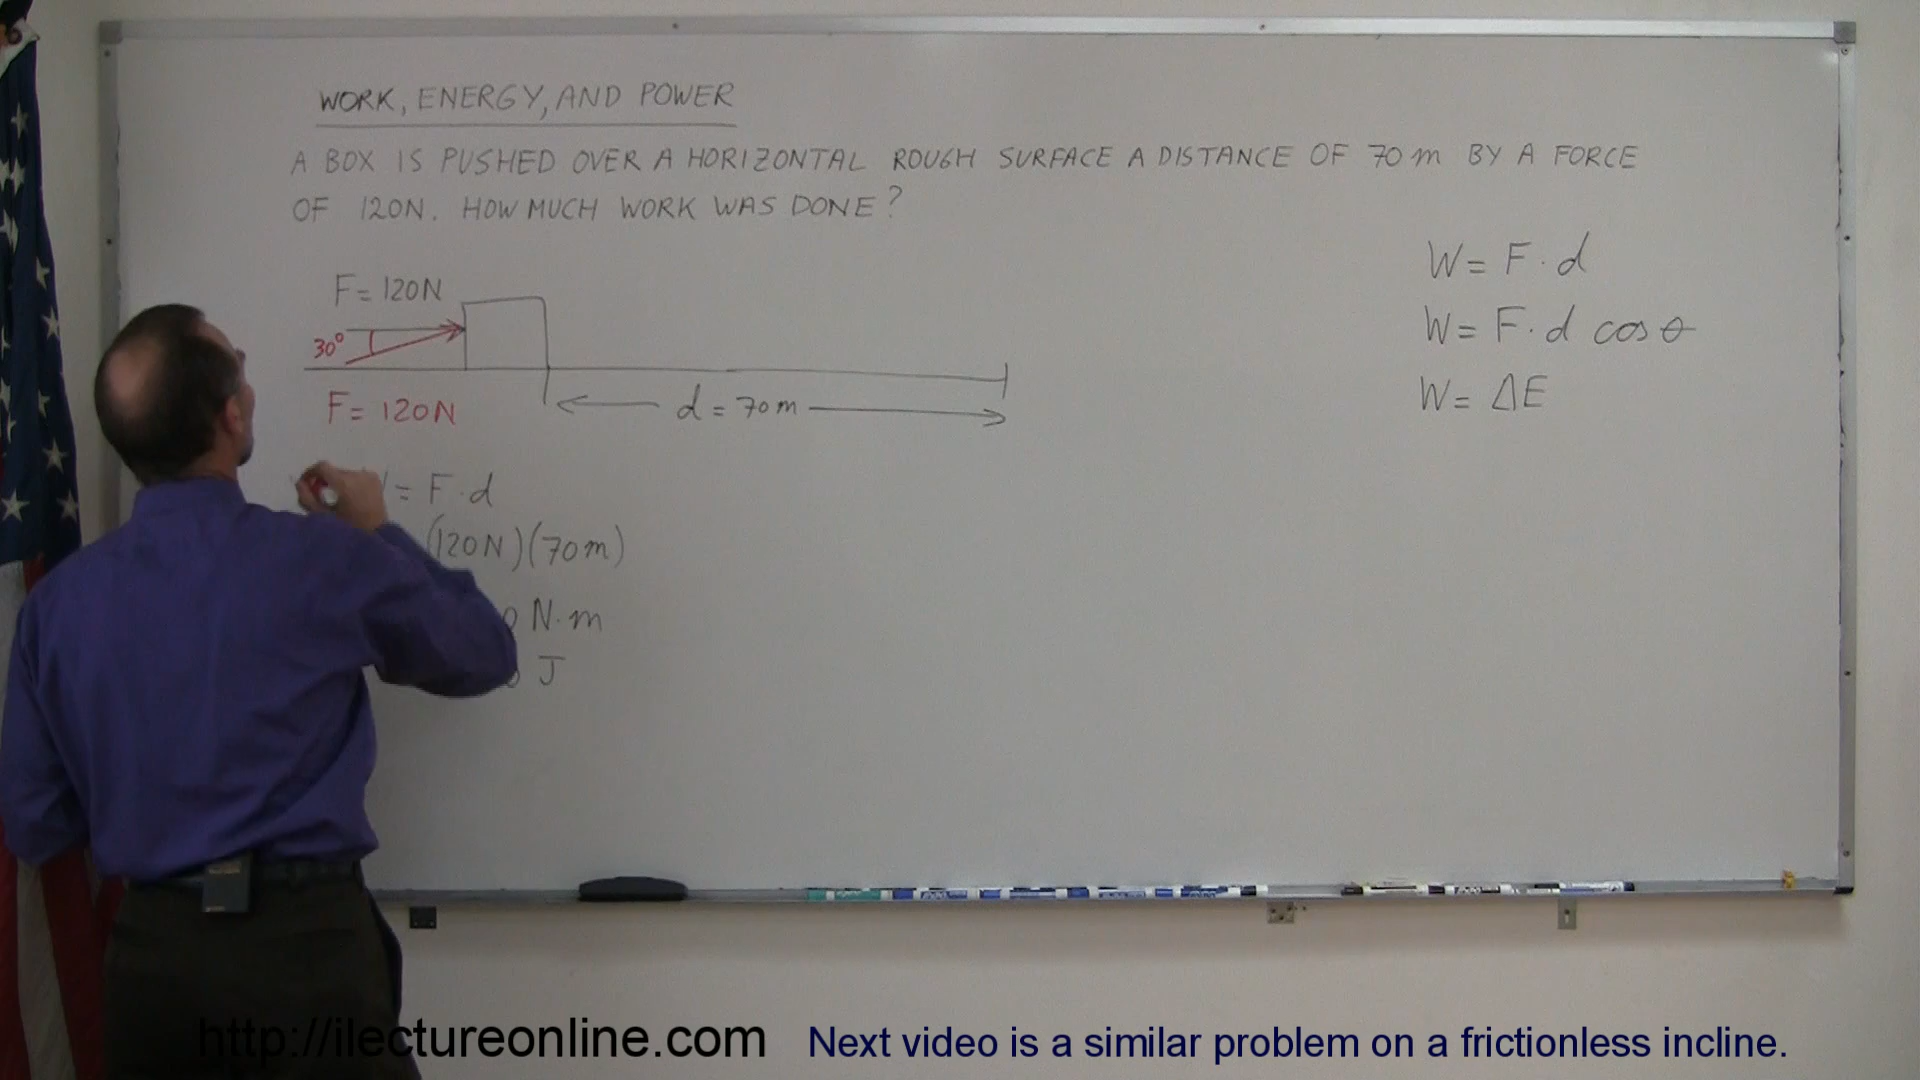 WORK, ENERGY, AND POWER
A BOX IS PUSHED OVER A HORIZONTAL ROUGH SURFACE A DISTANCE OF 70 m BY A FORCE
OF 120N. HOW MUCH WORK WAS DONE?
W = F · d
W = F · d cos θ
W = ΔE
F = 120N
30°
F = 120N
d = 70 m
= F · d
(120N)(70 m)
N·m
J
http://ilectureonline.com
Next video is a similar problem on a frictionless incline.